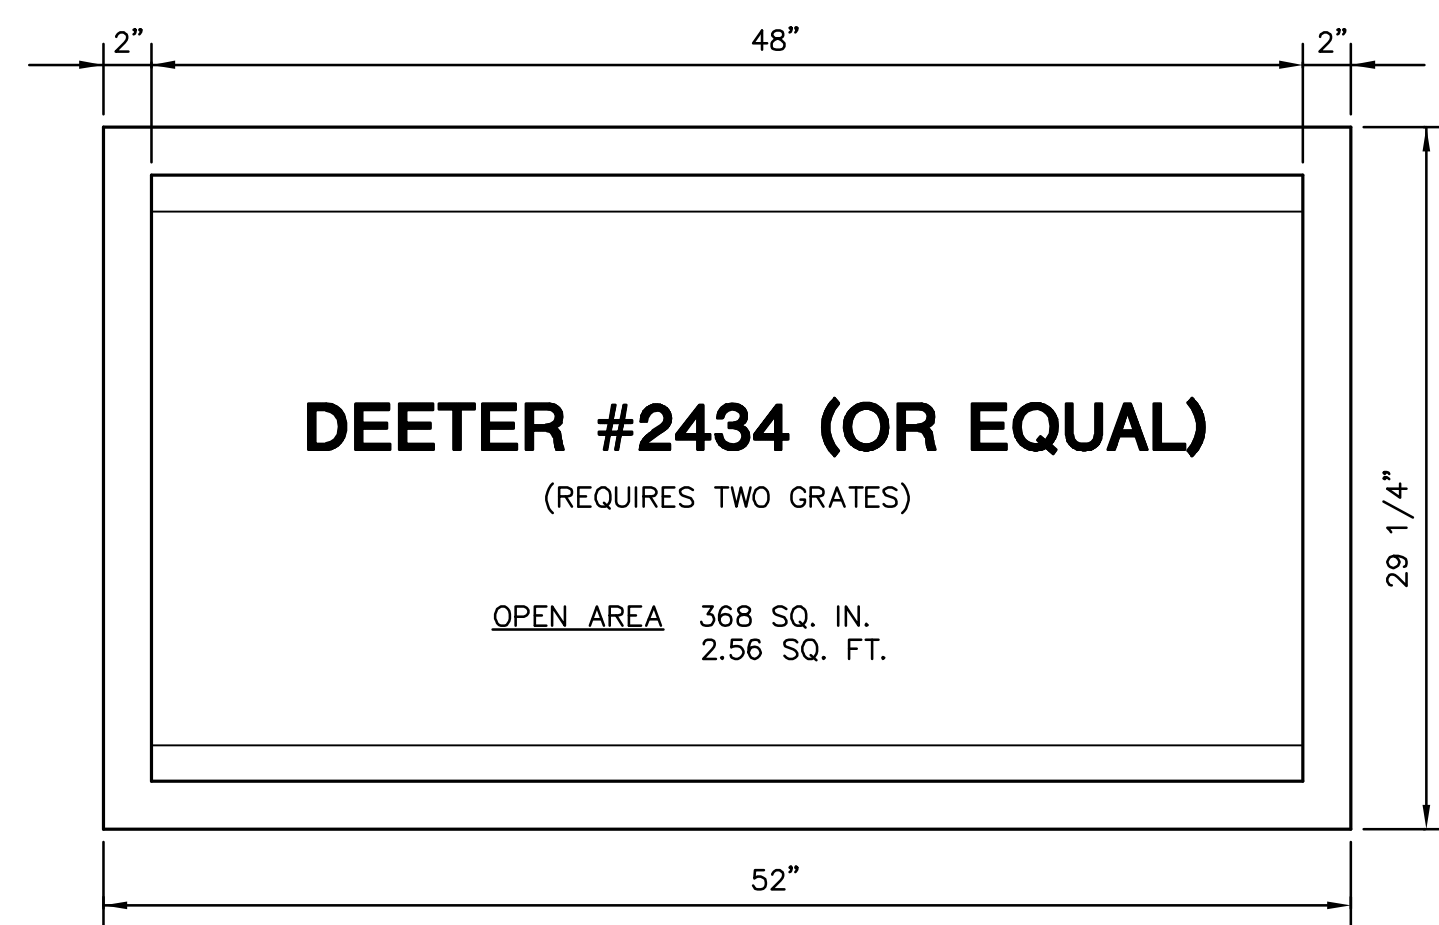 2” 48” 2”
DEETER #2434 (OR EQUAL)
(REQUIRES TWO GRATES)
29 1/4”
OPEN AREA 368 SQ. IN.
2.56 SQ. FT.
52”